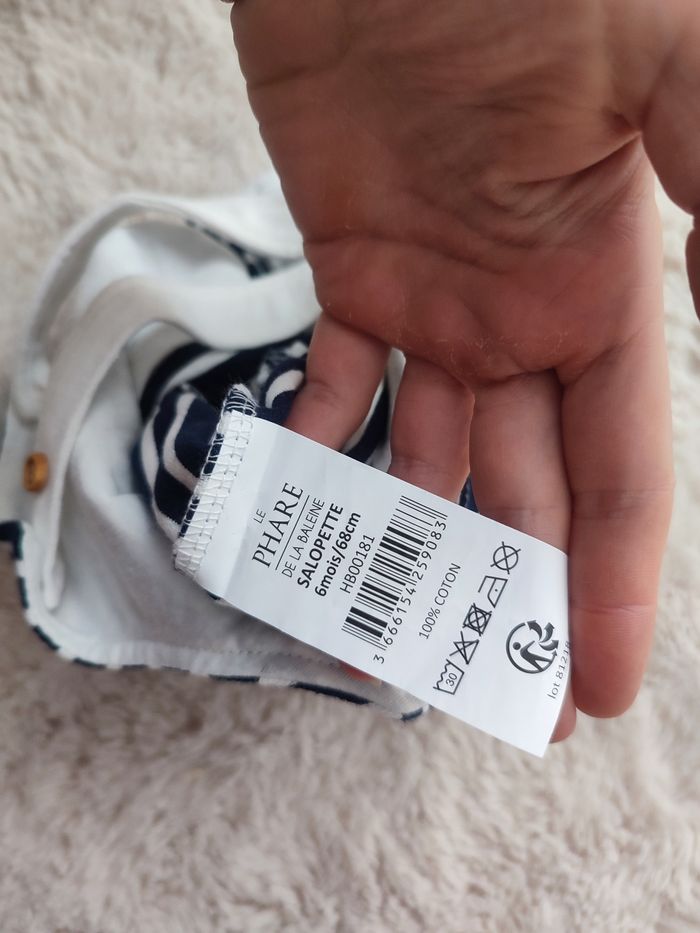 LE
PHARE
DE LA BALEINE
SALOPETTE
6mois/68cm
HB00181
3 666154 259083
100% COTON
30
lot 81218